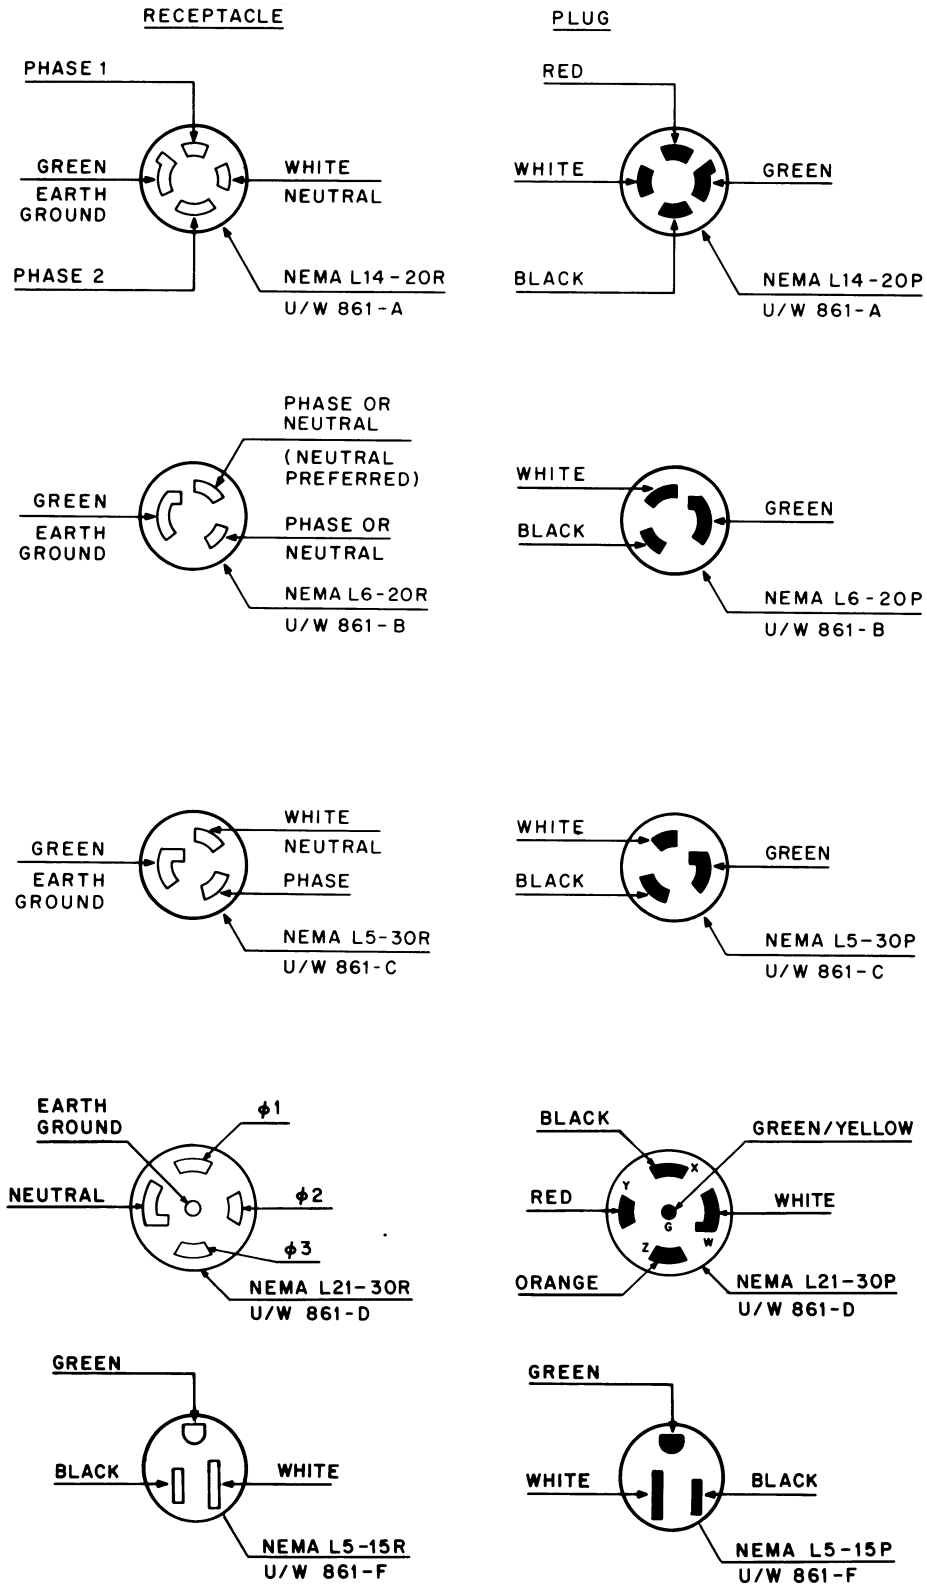 RECEPTACLE
PLUG
PHASE 1
GREEN
EARTH
GROUND
WHITE
NEUTRAL
PHASE 2
NEMA L14-20R
U/W 861-A
RED
WHITE
GREEN
BLACK
NEMA L14-20P
U/W 861-A
PHASE OR
NEUTRAL
(NEUTRAL
PREFERRED)
GREEN
EARTH
GROUND
PHASE OR
NEUTRAL
NEMA L6-20R
U/W 861-B
WHITE
BLACK
GREEN
NEMA L6-20P
U/W 861-B
WHITE
NEUTRAL
GREEN
EARTH
GROUND
PHASE
NEMA L5-30R
U/W 861-C
WHITE
GREEN
BLACK
NEMA L5-30P
U/W 861-C
EARTH
GROUND
ϕ1
NEUTRAL
ϕ2
ϕ3
NEMA L21-30R
U/W 861-D
BLACK
GREEN/YELLOW
X
Y
RED
WHITE
G
W
Z
ORANGE
NEMA L21-30P
U/W 861-D
GREEN
BLACK
WHITE
NEMA L5-15R
U/W 861-F
GREEN
WHITE
BLACK
NEMA L5-15P
U/W 861-F